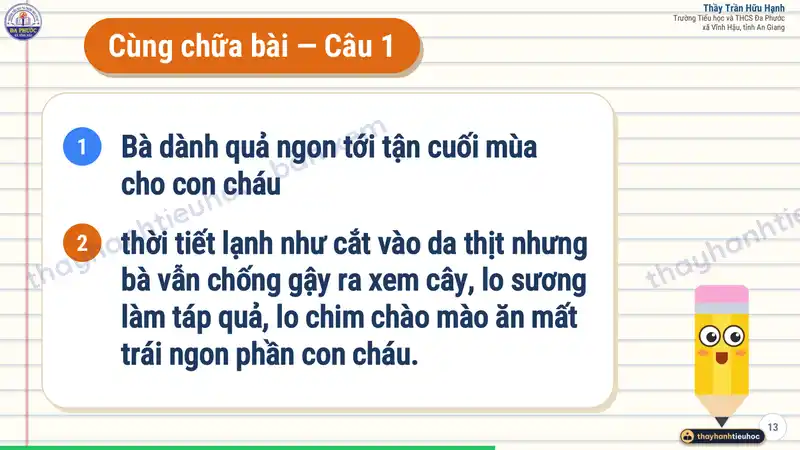 Thầy Trần Hữu Hạnh
Trường Tiểu học và THCS Đa Phước
xã Vĩnh Hậu, tỉnh An Giang
ĐA PHƯỚC
Cùng chữa bài – Câu 1
1 Bà dành quả ngon tới tận cuối mùa
cho con cháu
2 thời tiết lạnh như cắt vào da thịt nhưng
bà vẫn chống gậy ra xem cây, lo sương
làm táp quả, lo chim chào mào ăn mất
trái ngon phần con cháu.
thayhanhtieuhoc
13